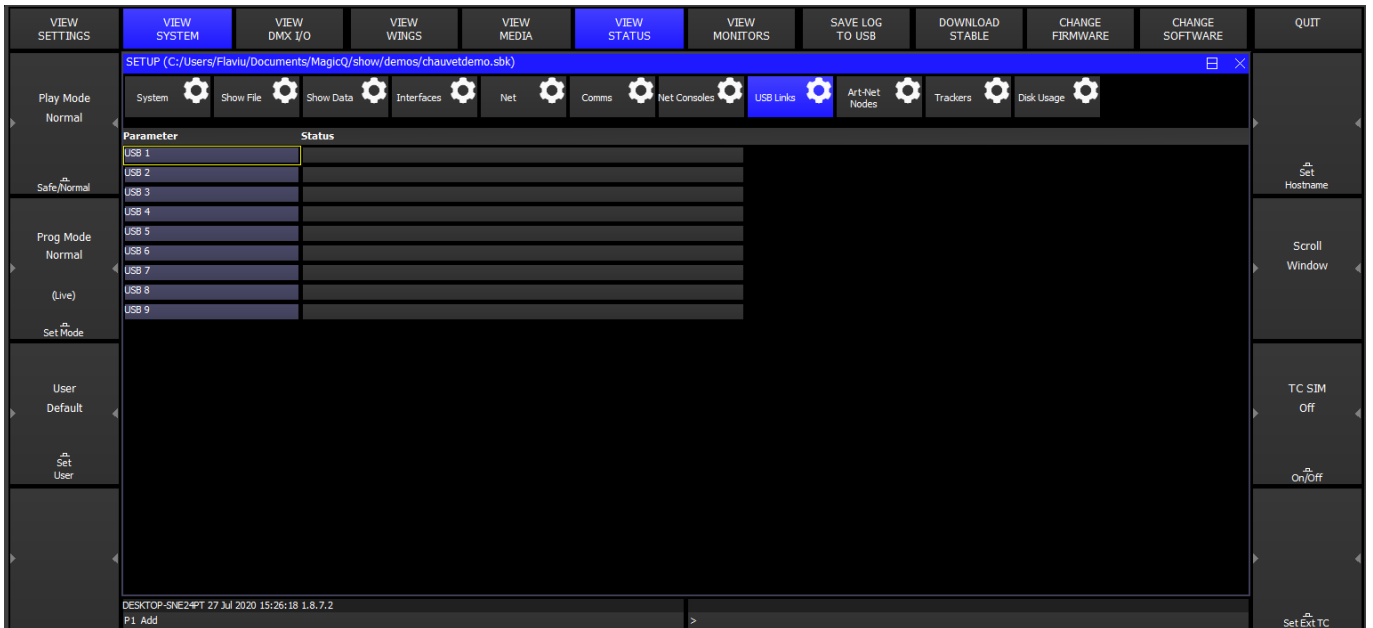 VIEW
SETTINGS
VIEW
SYSTEM
VIEW
DMX I/O
VIEW
WINGS
VIEW
MEDIA
VIEW
STATUS
VIEW
MONITORS
SAVE LOG
TO USB
DOWNLOAD
STABLE
CHANGE
FIRMWARE
CHANGE
SOFTWARE
QUIT
SETUP (C:/Users/Flaviu/Documents/MagicQ/show/demos/chauvetdemo.sbk)
System
Show File
Show Data
Interfaces
Net
Comms
Net Consoles
USB Links
Art-Net
Nodes
Trackers
Disk Usage
Play Mode
Normal
Safe/Normal
Prog Mode
Normal
(Live)
Set Mode
User
Default
Set
User
Parameter Status
USB 1
USB 2
USB 3
USB 4
USB 5
USB 6
USB 7
USB 8
USB 9
Set
Hostname
Scroll
Window
TC SIM
Off
On/Off
Set Ext TC
DESKTOP-SNE24PT 27 Jul 2020 15:26:18 1.8.7.2
P1 Add
>